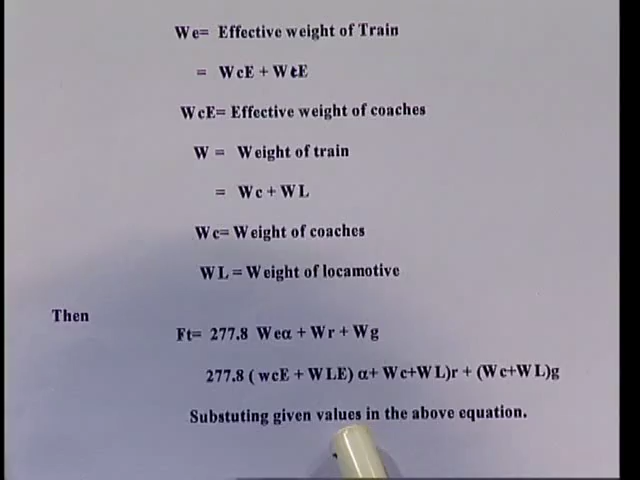 We= Effective weight of Train
= WcE + WtE
WcE= Effective weight of coaches
W = Weight of train
= Wc + WL
Wc= Weight of coaches
WL = Weight of locamotive
Then
Ft= 277.8 Weα + Wr + Wg
277.8 ( wcE + WLE) α+ Wc+WL)r + (Wc+WL)g
Substuting given values in the above equation.